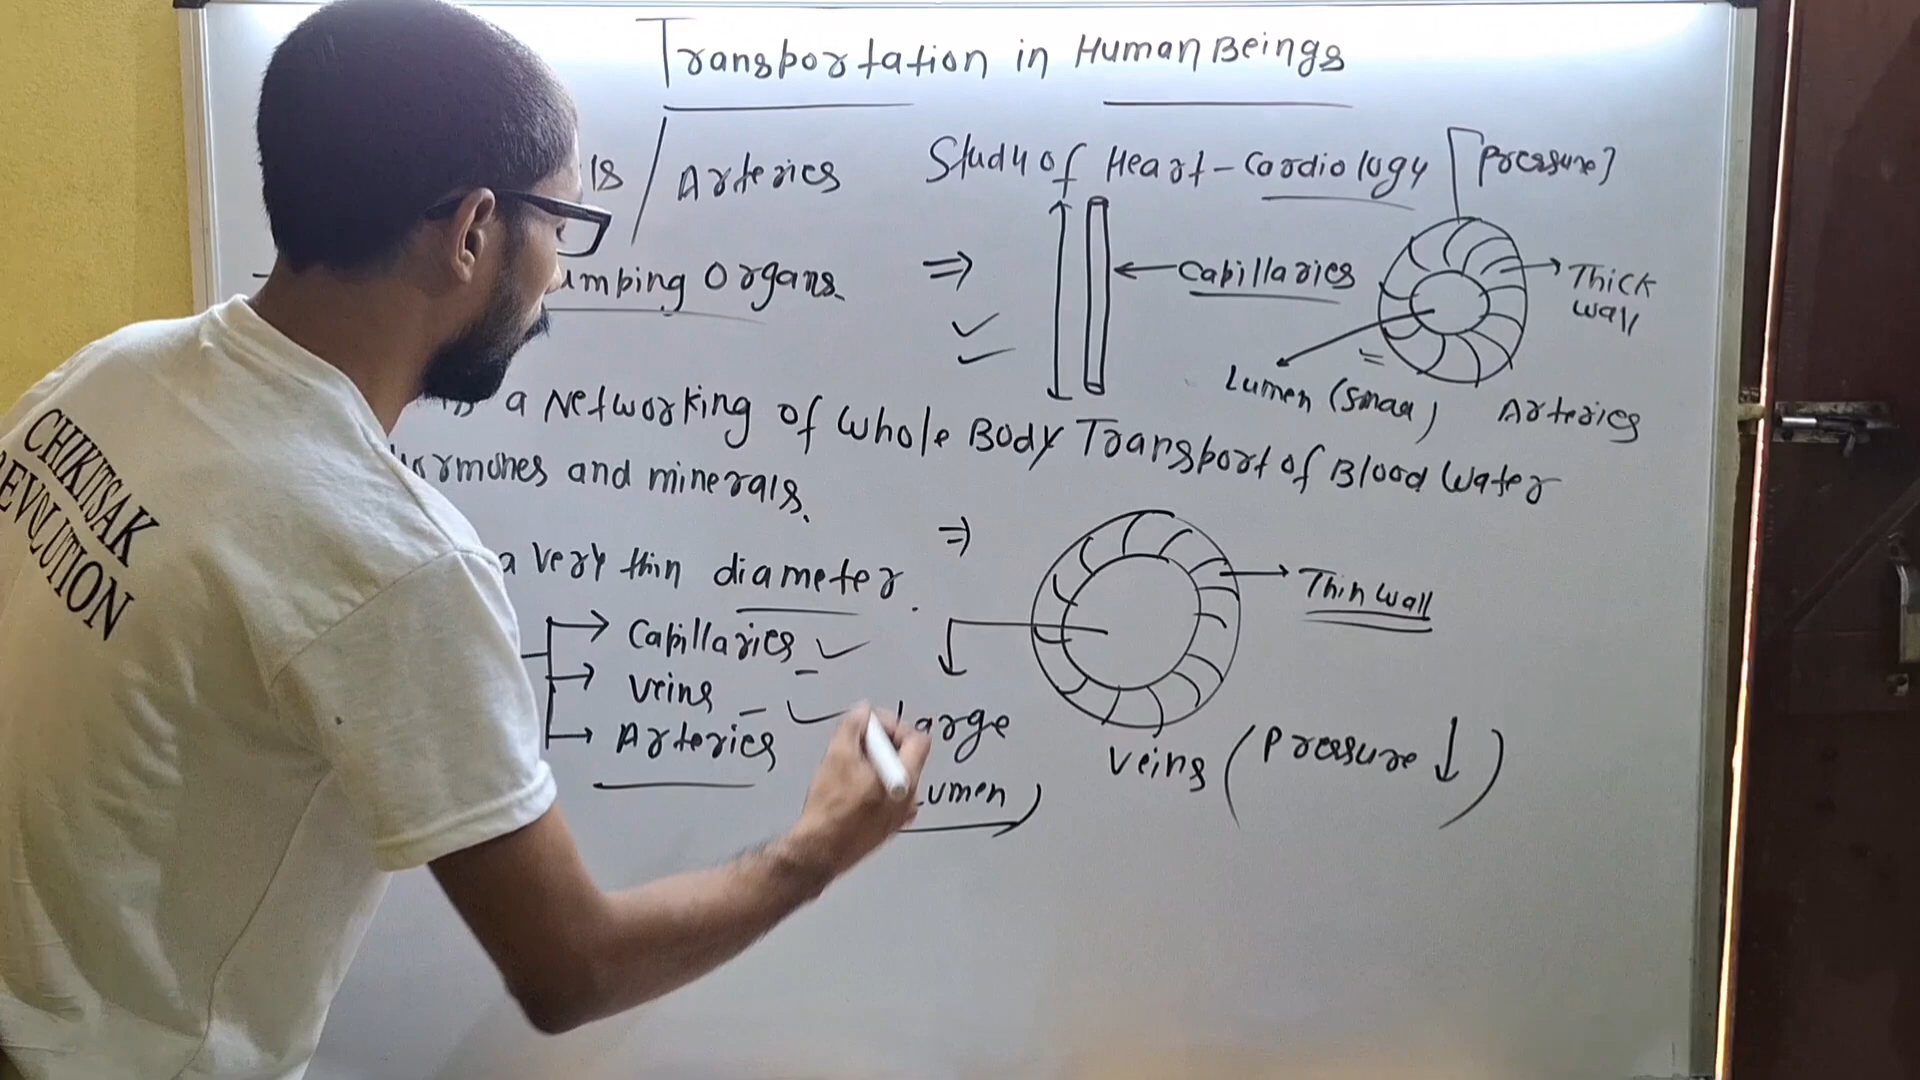 Transportation in Human Beings
Arteries
Study of Heart - Cardiology
[Pressure]
Organs.
Capillaries
Thick
wall
Lumen (Small)
Arteries
a Networking of Whole Body Transport of Blood Water
and minerals.
a Very thin diameter.
Thin wall
Capillaries
Veins
Arteries
large
Lumen)
Veins (Pressure ↓)
CHIKITSAK
REVOLUTION